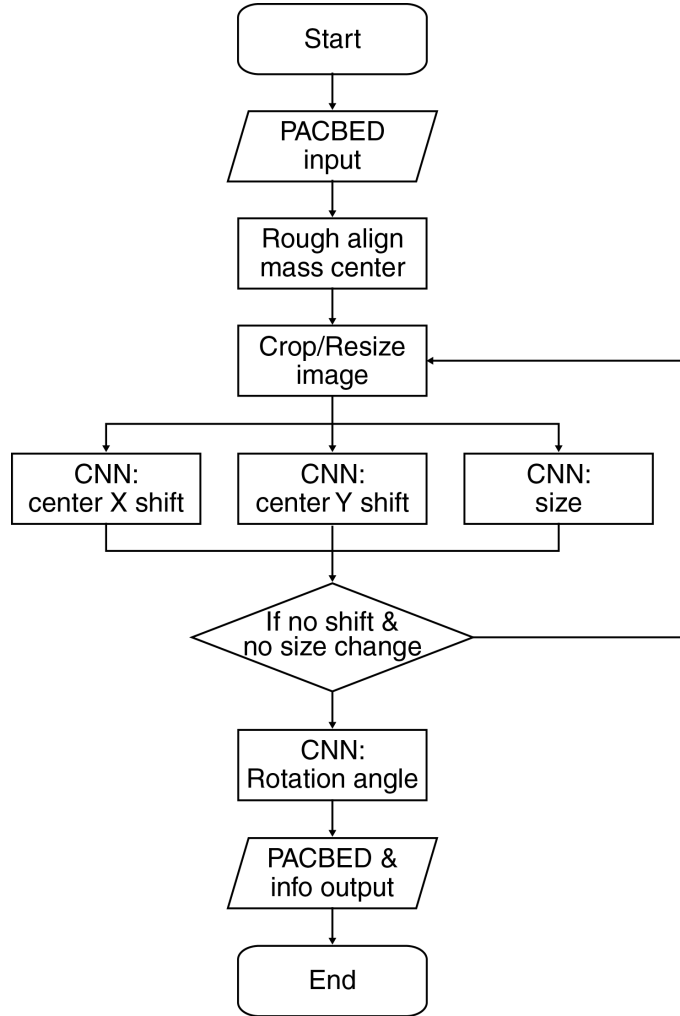 Start
PACBED
input
Rough align
mass center
Crop/Resize
image
CNN:
center X shift
CNN:
center Y shift
CNN:
size
If no shift &
no size change
CNN:
Rotation angle
PACBED &
info output
End